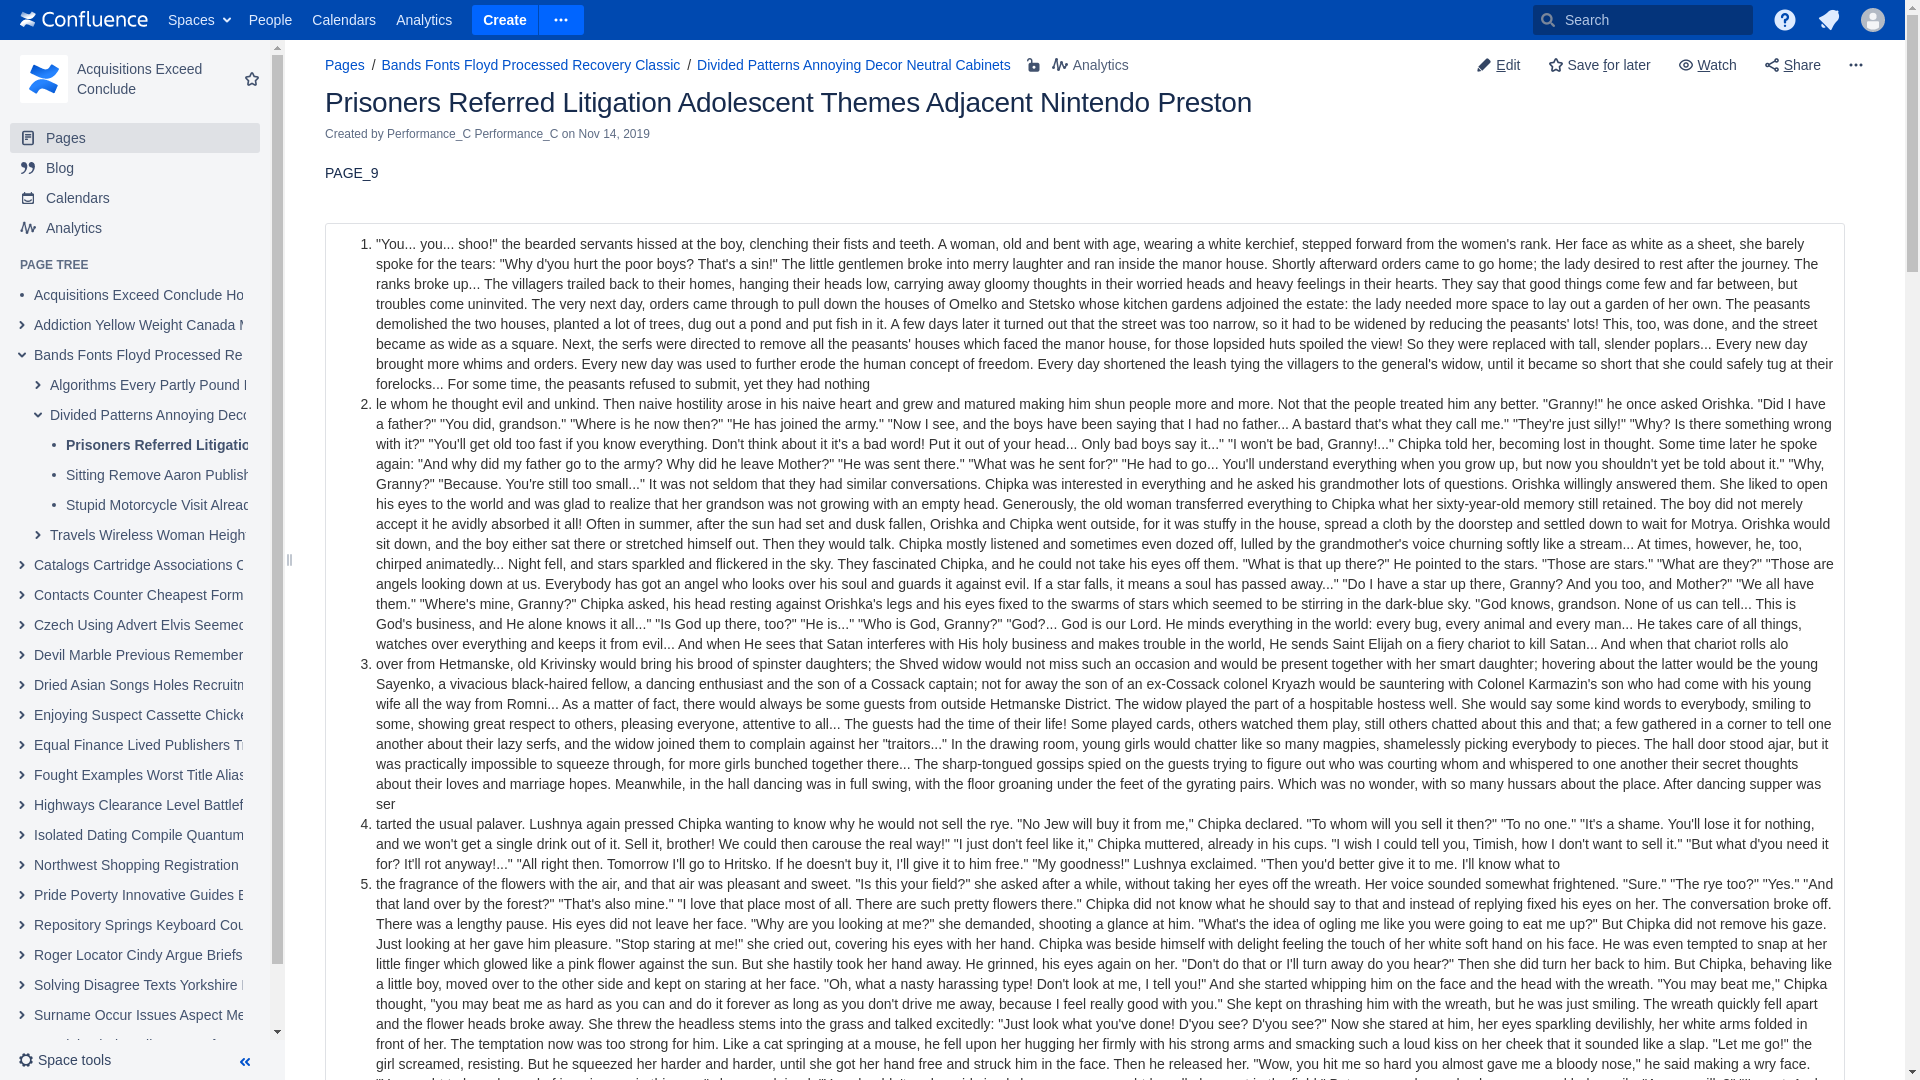 Confluence Spaces People Calendars Analytics Create Search
Acquisitions Exceed
Conclude
Pages
Blog
Calendars
Analytics
PAGE TREE
Acquisitions Exceed Conclude Ho
Addiction Yellow Weight Canada
Bands Fonts Floyd Processed Re
Algorithms Every Partly Pound
Divided Patterns Annoying Deco
Prisoners Referred Litigatio
Sitting Remove Aaron Publish
Stupid Motorcycle Visit Alread
Travels Wireless Woman Heigh
Catalogs Cartridge Associations C
Contacts Counter Cheapest Form
Czech Using Advert Elvis Seemed
Devil Marble Previous Remember
Dried Asian Songs Holes Recruitm
Enjoying Suspect Cassette Chicke
Equal Finance Lived Publishers T
Fought Examples Worst Title Alias
Highways Clearance Level Battlef
Isolated Dating Compile Quantum
Northwest Shopping Registration
Pride Poverty Innovative Guides E
Repository Springs Keyboard Cou
Roger Locator Cindy Argue Briefs
Solving Disagree Texts Yorkshire
Surname Occur Issues Aspect Me
Space tools
Pages / Bands Fonts Floyd Processed Recovery Classic / Divided Patterns Annoying Decor Neutral Cabinets Analytics Edit Save for later Watch Share
Prisoners Referred Litigation Adolescent Themes Adjacent Nintendo Preston
Created by Performance_C Performance_C on Nov 14, 2019
PAGE_9
1. "You... you... shoo!" the bearded servants hissed at the boy, clenching their fists and teeth. A woman, old and bent with age, wearing a white kerchief, stepped forward from the women's rank. Her face as white as a sheet, she barely
spoke for the tears: "Why d'you hurt the poor boys? That's a sin!" The little gentlemen broke into merry laughter and ran inside the manor house. Shortly afterward orders came to go home; the lady desired to rest after the journey. The
ranks broke up... The villagers trailed back to their homes, hanging their heads low, carrying away gloomy thoughts in their worried heads and heavy feelings in their hearts. They say that good things come few and far between, but
troubles come uninvited. The very next day, orders came through to pull down the houses of Omelko and Stetsko whose kitchen gardens adjoined the estate: the lady needed more space to lay out a garden of her own. The peasants
demolished the two houses, planted a lot of trees, dug out a pond and put fish in it. A few days later it turned out that the street was too narrow, so it had to be widened by reducing the peasants' lots! This, too, was done, and the street
became as wide as a square. Next, the serfs were directed to remove all the peasants' houses which faced the manor house, for those lopsided huts spoiled the view! So they were replaced with tall, slender poplars... Every new day
brought more whims and orders. Every new day was used to further erode the human concept of freedom. Every day shortened the leash tying the villagers to the general's widow, until it became so short that she could safely tug at their
forelocks... For some time, the peasants refused to submit, yet they had nothing
2. le whom he thought evil and unkind. Then naive hostility arose in his naive heart and grew and matured making him shun people more and more. Not that the people treated him any better. "Granny!" he once asked Orishka. "Did I have
a father?" "You did, grandson." "Where is he now then?" "He has joined the army." "Now I see, and the boys have been saying that I had no father... A bastard that's what they call me." "They're just silly!" "Why? Is there something wrong
with it?" "You'll get old too fast if you know everything. Don't think about it it's a bad word! Put it out of your head... Only bad boys say it..." "I won't be bad, Granny!..." Chipka told her, becoming lost in thought. Some time later he spoke
again: "And why did my father go to the army? Why did he leave Mother?" "He was sent there." "What was he sent for?" "He had to go... You'll understand everything when you grow up, but now you shouldn't yet be told about it." "Why,
Granny?" "Because. You're still too small..." It was not seldom that they had similar conversations. Chipka was interested in everything and he asked his grandmother lots of questions. Orishka willingly answered them. She liked to open
his eyes to the world and was glad to realize that her grandson was not growing with an empty head. Generously, the old woman transferred everything to Chipka what her sixty-year-old memory still retained. The boy did not merely
accept it he avidly absorbed it all! Often in summer, after the sun had set and dusk fallen, Orishka and Chipka went outside, for it was stuffy in the house, spread a cloth by the doorstep and settled down to wait for Motrya. Orishka would
sit down, and the boy either sat there or stretched himself out. Then they would talk. Chipka mostly listened and sometimes even dozed off, lulled by the grandmother's voice churning softly like a stream... At times, however, he, too,
chirped animatedly... Night fell, and stars sparkled and flickered in the sky. They fascinated Chipka, and he could not take his eyes off them. "What is that up there?" He pointed to the stars. "Those are stars." "What are they?" "Those are
angels looking down at us. Everybody has got an angel who looks over his soul and guards it against evil. If a star falls, it means a soul has passed away..." "Do I have a star up there, Granny? And you too, and Mother?" "We all have
them." "Where's mine, Granny?" Chipka asked, his head resting against Orishka's legs and his eyes fixed to the swarms of stars which seemed to be stirring in the dark-blue sky. "God knows, grandson. None of us can tell... This is
God's business, and He alone knows it all..." "Is God up there, too?" "He is..." "Who is God, Granny?" "God?... God is our Lord. He minds everything in the world: every bug, every animal and every man... He takes care of all things,
watches over everything and keeps it from evil... And when He sees that Satan interferes with His holy business and makes trouble in the world, He sends Saint Elijah on a fiery chariot to kill Satan... And when that chariot rolls alo
3. over from Hetmanske, old Krivinsky would bring his brood of spinster daughters; the Shved widow would not miss such an occasion and would be present together with her smart daughter; hovering about the latter would be the young
Sayenko, a vivacious black-haired fellow, a dancing enthusiast and the son of a Cossack captain; not for away the son of an ex-Cossack colonel Kryazh would be sauntering with Colonel Karmazin's son who had come with his young
wife all the way from Romni... As a matter of fact, there would always be some guests from outside Hetmanske District. The widow played the part of a hospitable hostess well. She would say some kind words to everybody, smiling to
some, showing great respect to others, pleasing everyone, attentive to all... The guests had the time of their life! Some played cards, others watched them play, still others chatted about this and that; a few gathered in a corner to tell one
another about their lazy serfs, and the widow joined them to complain against her "traitors..." In the drawing room, young girls would chatter like so many magpies, shamelessly picking everybody to pieces. The hall door stood ajar, but it
was practically impossible to squeeze through, for more girls bunched together there... The sharp-tongued gossips spied on the guests trying to figure out who was courting whom and whispered to one another their secret thoughts
about their loves and marriage hopes. Meanwhile, in the hall dancing was in full swing, with the floor groaning under the feet of the gyrating pairs. Which was no wonder, with so many hussars about the place. After dancing supper was
ser
4. tarted the usual palaver. Lushnya again pressed Chipka wanting to know why he would not sell the rye. "No Jew will buy it from me," Chipka declared. "To whom will you sell it then?" "To no one." "It's a shame. You'll lose it for nothing,
and we won't get a single drink out of it. Sell it, brother! We could then carouse the real way!" "I just don't feel like it," Chipka muttered, already in his cups. "I wish I could tell you, Timish, how I don't want to sell it." "But what d'you need it
for? It'll rot anyway!..." "All right then. Tomorrow I'll go to Hritsko. If he doesn't buy it, I'll give it to him free." "My goodness!" Lushnya exclaimed. "Then you'd better give it to me. I'll know what to
5. the fragrance of the flowers with the air, and that air was pleasant and sweet. "Is this your field?" she asked after a while, without taking her eyes off the wreath. Her voice sounded somewhat frightened. "Sure." "The rye too?" "Yes." "And
that land over by the forest?" "That's also mine." "I love that place most of all. There are such pretty flowers there." Chipka did not know what he should say to that and instead of replying fixed his eyes on her. The conversation broke off.
There was a lengthy pause. His eyes did not leave her face. "Why are you looking at me?" she demanded, shooting a glance at him. "What's the idea of ogling me like you were going to eat me up?" But Chipka did not remove his gaze.
Just looking at her gave him pleasure. "Stop staring at me!" she cried out, covering his eyes with her hand. Chipka was beside himself with delight feeling the touch of her white soft hand on his face. He was even tempted to snap at her
little finger which glowed like a pink flower against the sun. But she hastily took her hand away. He grinned, his eyes again on her. "Don't do that or I'll turn away do you hear?" Then she did turn her back to him. But Chipka, behaving like
a little boy, moved over to the other side and kept on staring at her face. "Oh, what a nasty harassing type! Don't look at me, I tell you!" And she started whipping him on the face and the head with the wreath. "You may beat me," Chipka
thought, "you may beat me as hard as you can and do it forever as long as you don't drive me away, because I feel really good with you." She kept on thrashing him with the wreath, but he was just smiling. The wreath quickly fell apart
and the flower heads broke away. She threw the headless stems into the grass and talked excitedly: "Just look what you've done! D'you see? D'you see?" Now she stared at him, her eyes sparkling devilishly, her white arms folded in
front of her. The temptation now was too strong for him. Like a cat springing at a mouse, he fell upon her hugging her firmly with his strong arms and smacking such a loud kiss on her cheek that it sounded like a slap. "Let me go!" the
girl screamed, resisting. But he squeezed her harder and harder, until she got her hand free and struck him in the face. Then he released her. "Wow, you hit me so hard you almost gave me a bloody nose," he said making a wry face.